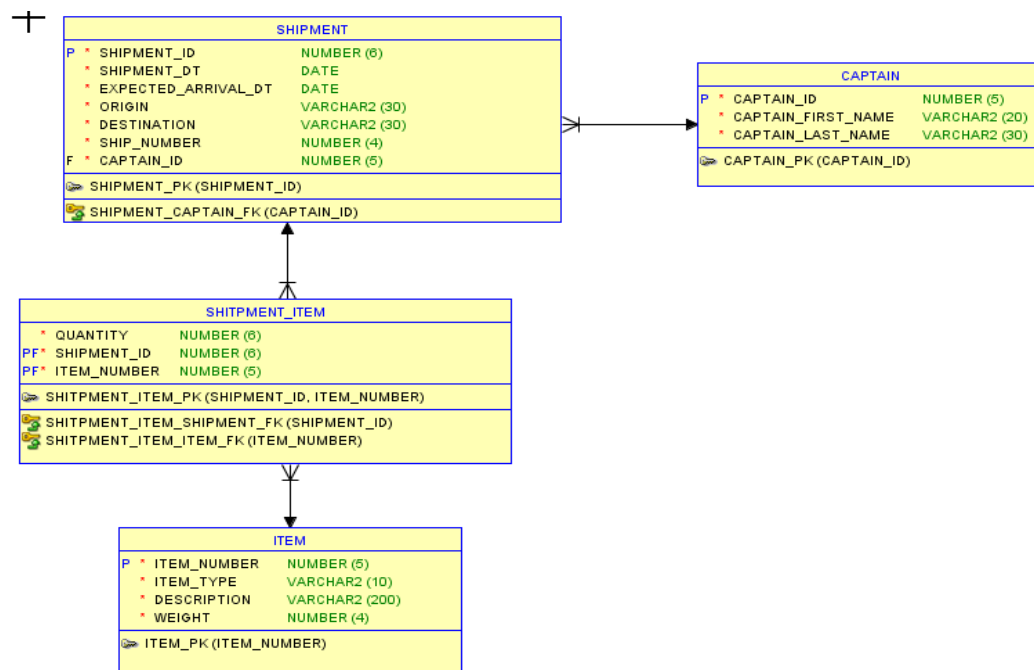 SHIPMENT
P * SHIPMENT_ID NUMBER (6)
* SHIPMENT_DT DATE
* EXPECTED_ARRIVAL_DT DATE
* ORIGIN VARCHAR2 (30)
* DESTINATION VARCHAR2 (30)
* SHIP_NUMBER NUMBER (4)
F * CAPTAIN_ID NUMBER (5)
SHIPMENT_PK (SHIPMENT_ID)
SHIPMENT_CAPTAIN_FK (CAPTAIN_ID)
CAPTAIN
P * CAPTAIN_ID NUMBER (5)
* CAPTAIN_FIRST_NAME VARCHAR2 (20)
* CAPTAIN_LAST_NAME VARCHAR2 (30)
CAPTAIN_PK (CAPTAIN_ID)
SHITPMENT_ITEM
* QUANTITY NUMBER (6)
PF* SHIPMENT_ID NUMBER (6)
PF* ITEM_NUMBER NUMBER (5)
SHITPMENT_ITEM_PK (SHIPMENT_ID, ITEM_NUMBER)
SHITPMENT_ITEM_SHIPMENT_FK (SHIPMENT_ID)
SHITPMENT_ITEM_ITEM_FK (ITEM_NUMBER)
ITEM
P * ITEM_NUMBER NUMBER (5)
* ITEM_TYPE VARCHAR2 (10)
* DESCRIPTION VARCHAR2 (200)
* WEIGHT NUMBER (4)
ITEM_PK (ITEM_NUMBER)